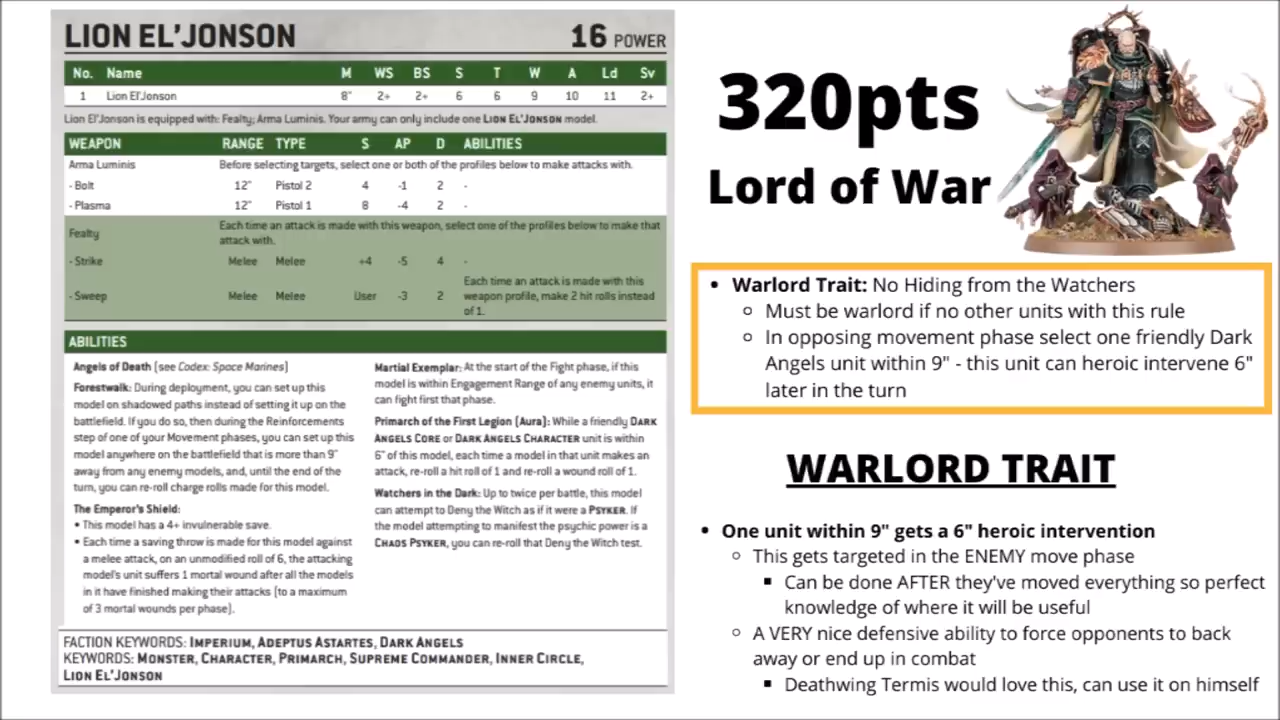 LION EL'JONSON 16 POWER
No. Name M WS BS S T W A Ld Sv
1 Lion El'Jonson 8" 2+ 2+ 6 6 9 10 11 2+
Lion El'Jonson is equipped with: Fealty; Arma Luminis. Your army can only include one LION EL'JONSON model.
WEAPON RANGE TYPE S AP D ABILITIES
Arma Luminis Before selecting targets, select one or both of the profiles below to make attacks with.
- Bolt 12" Pistol 2 4 -1 2 -
- Plasma 12" Pistol 1 8 -4 2 -
Fealty Each time an attack is made with this weapon, select one of the profiles below to make that
attack with.
- Strike Melee Melee +4 -5 4 -
- Sweep Melee Melee User -3 2 Each time an attack is made with this
weapon profile, make 2 hit rolls instead
of 1.
ABILITIES
Angels of Death (see Codex: Space Marines)
Forestwalk: During deployment, you can set up this
model on shadowed paths instead of setting it up on the
battlefield. If you do so, then during the Reinforcements
step of one of your Movement phases, you can set up this
model anywhere on the battlefield that is more than 9"
away from any enemy models, and, until the end of the
turn, you can re-roll charge rolls made for this model.
The Emperor's Shield:
• This model has a 4+ invulnerable save.
• Each time a saving throw is made for this model against
a melee attack, on an unmodified roll of 6, the attacking
model's unit suffers 1 mortal wound after all the models
in it have finished making their attacks (to a maximum
of 3 mortal wounds per phase).
Martial Exemplar: At the start of the Fight phase, if this
model is within Engagement Range of any enemy units, it
can fight first that phase.
Primarch of the First Legion (Aura): While a friendly DARK
ANGELS CORE or DARK ANGELS CHARACTER unit is within
6" of this model, each time a model in that unit makes an
attack, re-roll a hit roll of 1 and re-roll a wound roll of 1.
Watchers in the Dark: Up to twice per battle, this model
can attempt to Deny the Witch as if it were a PSYKER. If
the model attempting to manifest the psychic power is a
CHAOS PSYKER, you can re-roll that Deny the Witch test.
FACTION KEYWORDS: IMPERIUM, ADEPTUS ASTARTES, DARK ANGELS
KEYWORDS: MONSTER, CHARACTER, PRIMARCH, SUPREME COMMANDER, INNER CIRCLE,
LION EL'JONSON
320pts
Lord of War
• Warlord Trait: No Hiding from the Watchers
○ Must be warlord if no other units with this rule
○ In opposing movement phase select one friendly Dark
Angels unit within 9" - this unit can heroic intervene 6"
later in the turn
WARLORD TRAIT
• One unit within 9" gets a 6" heroic intervention
○ This gets targeted in the ENEMY move phase
▪ Can be done AFTER they've moved everything so perfect
knowledge of where it will be useful
○ A VERY nice defensive ability to force opponents to back
away or end up in combat
▪ Deathwing Termis would love this, can use it on himself